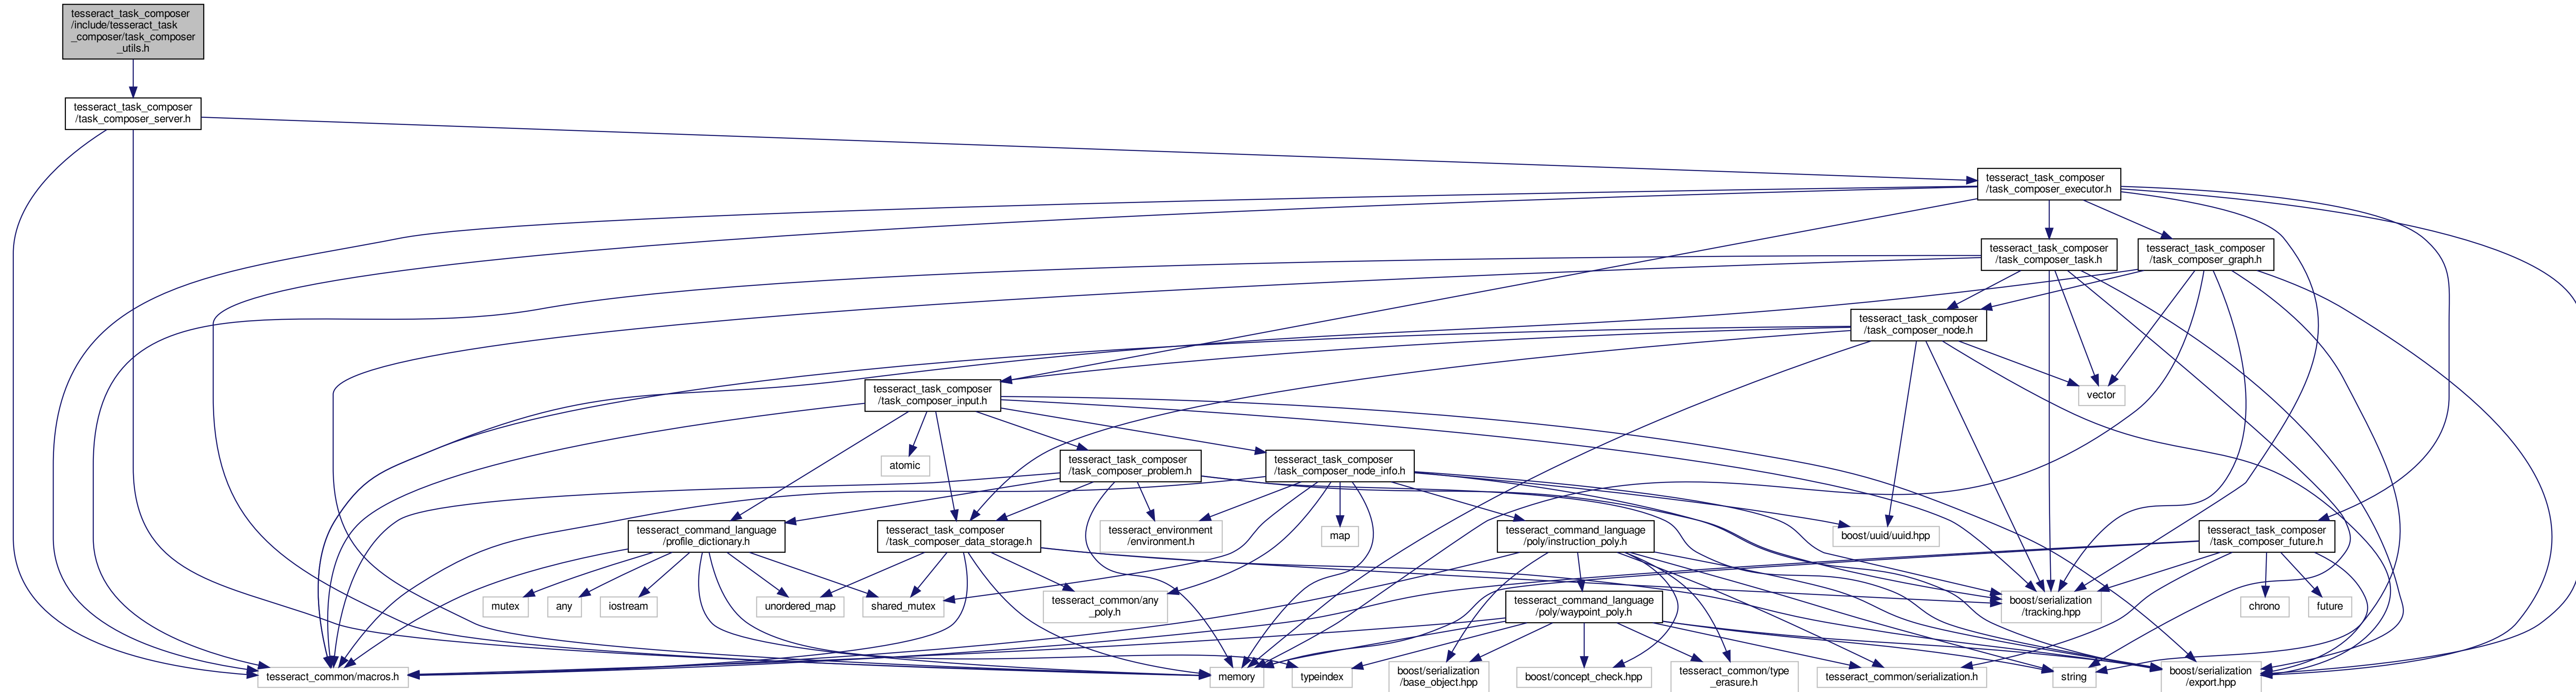 tesseract_task_composer
/include/tesseract_task
_composer/task_composer
_utils.h
tesseract_task_composer
/task_composer_server.h
tesseract_task_composer
/task_composer_executor.h
tesseract_task_composer
/task_composer_task.h
tesseract_task_composer
/task_composer_graph.h
tesseract_task_composer
/task_composer_node.h
tesseract_task_composer
/task_composer_input.h
vector
atomic
tesseract_task_composer
/task_composer_problem.h
tesseract_task_composer
/task_composer_node_info.h
tesseract_command_language
/profile_dictionary.h
tesseract_task_composer
/task_composer_data_storage.h
tesseract_environment
/environment.h
map
tesseract_command_language
/poly/instruction_poly.h
boost/uuid/uuid.hpp
tesseract_task_composer
/task_composer_future.h
mutex
any
iostream
unordered_map
shared_mutex
tesseract_common/any
_poly.h
tesseract_command_language
/poly/waypoint_poly.h
boost/serialization
/tracking.hpp
chrono
future
tesseract_common/macros.h
memory
typeindex
boost/serialization
/base_object.hpp
boost/concept_check.hpp
tesseract_common/type
_erasure.h
tesseract_common/serialization.h
string
boost/serialization
/export.hpp